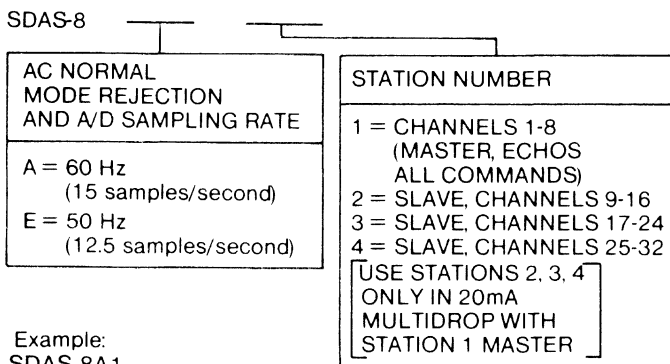 SDAS-8
AC NORMAL
MODE REJECTION
AND A/D SAMPLING RATE
A = 60 Hz
(15 samples/second)
E = 50 Hz
(12.5 samples/second)
STATION NUMBER
1 = CHANNELS 1-8
(MASTER, ECHOS
ALL COMMANDS)
2 = SLAVE, CHANNELS 9-16
3 = SLAVE, CHANNELS 17-24
4 = SLAVE, CHANNELS 25-32
USE STATIONS 2, 3, 4
ONLY IN 20mA
MULTIDROP WITH
STATION 1 MASTER
Example:
SDAS-8A1